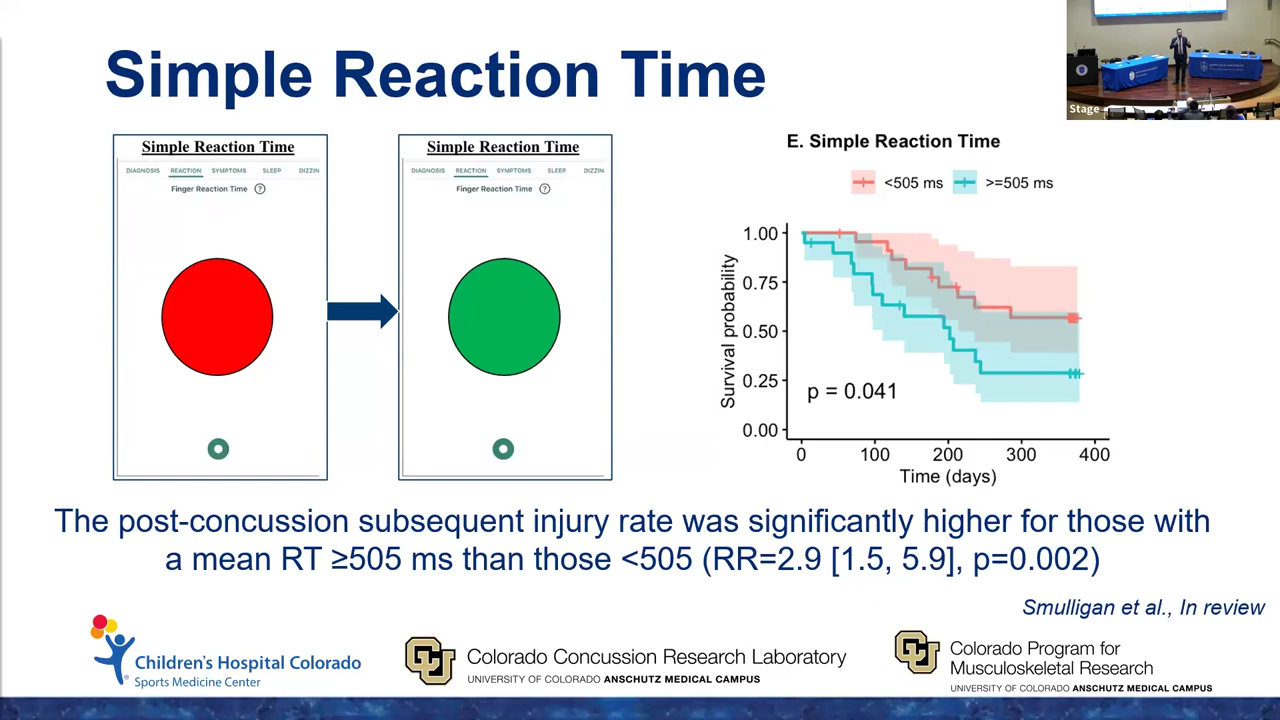 Simple Reaction Time
Stage
Simple Reaction Time
DIAGNOSIS REACTION SYMPTOMS SLEEP DIZZIN
Finger Reaction Time ?
Simple Reaction Time
DIAGNOSIS REACTION SYMPTOMS SLEEP DIZZIN
Finger Reaction Time ?
E. Simple Reaction Time
<505 ms >=505 ms
Survival probability
1.00
0.75
0.50
0.25
0.00
p = 0.041
0 100 200 300 400
Time (days)
The post-concussion subsequent injury rate was significantly higher for those with
a mean RT ≥505 ms than those <505 (RR=2.9 [1.5, 5.9], p=0.002)
Smulligan et al., In review
Children's Hospital Colorado
Sports Medicine Center
CU
Colorado Concussion Research Laboratory
UNIVERSITY OF COLORADO ANSCHUTZ MEDICAL CAMPUS
CU
Colorado Program for
Musculoskeletal Research
UNIVERSITY OF COLORADO ANSCHUTZ MEDICAL CAMPUS